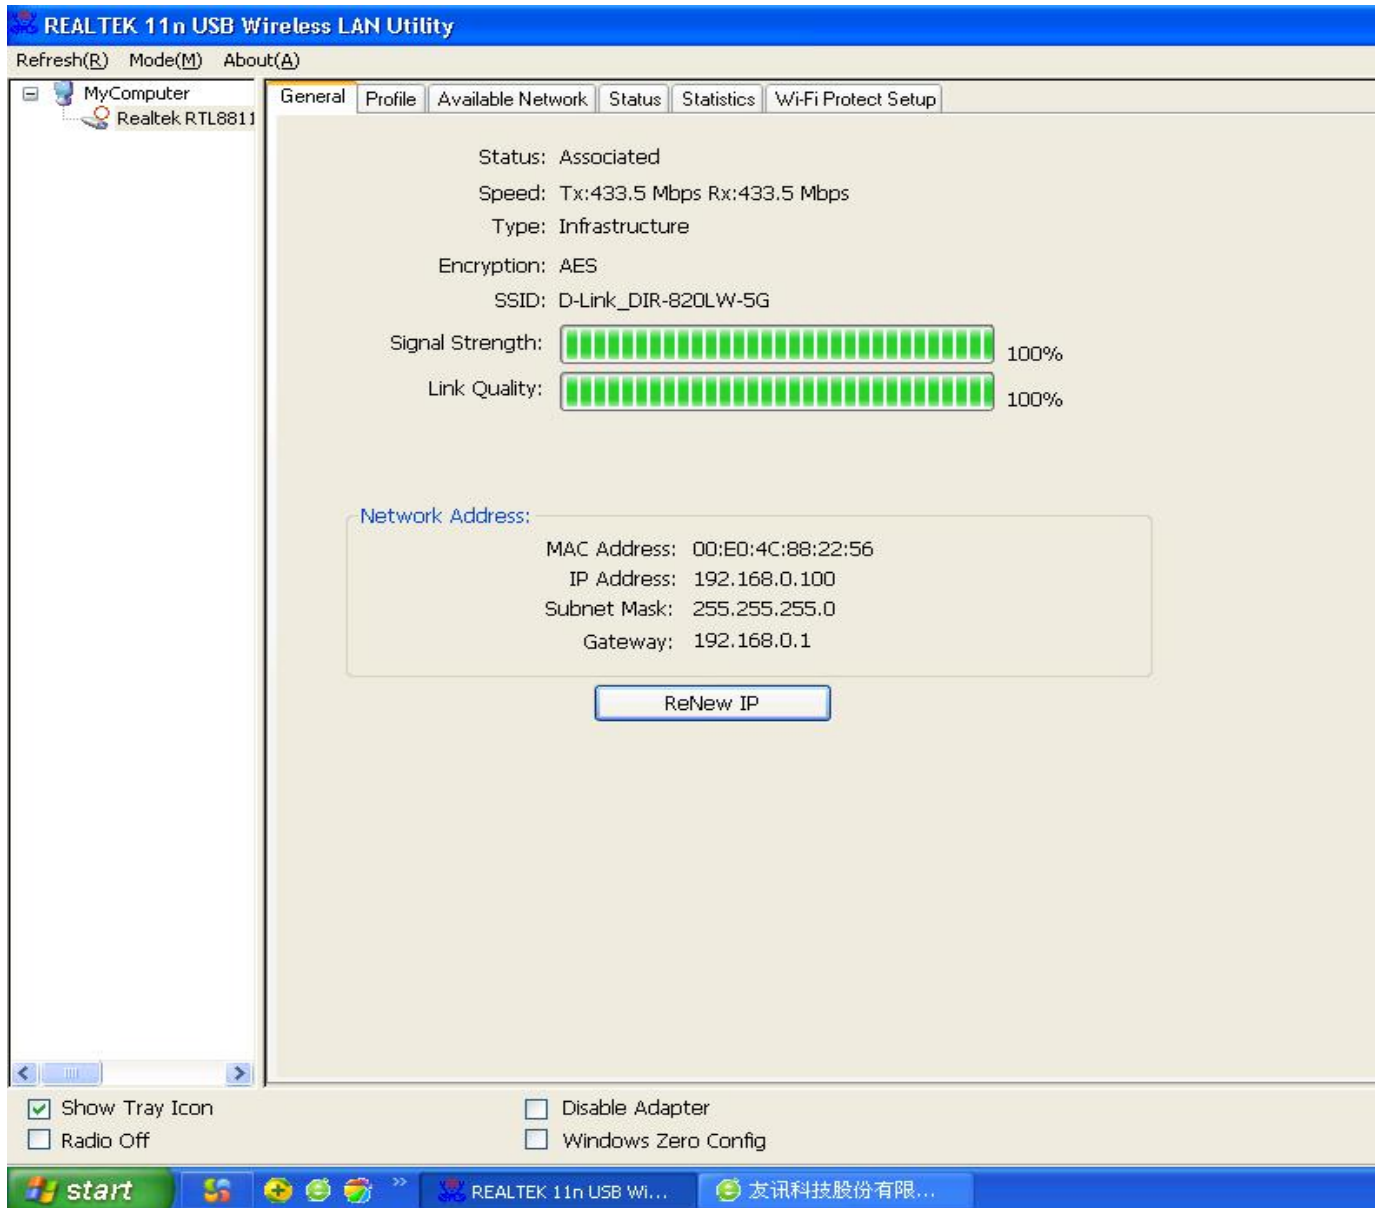 REALTEK 11n USB Wireless LAN Utility
Refresh(R) Mode(M) About(A)
MyComputer
Realtek RTL8811
General Profile Available Network Status Statistics Wi-Fi Protect Setup
Status: Associated
Speed: Tx:433.5 Mbps Rx:433.5 Mbps
Type: Infrastructure
Encryption: AES
SSID: D-Link_DIR-820LW-5G
Signal Strength: 100%
Link Quality: 100%
Network Address:
MAC Address: 00:E0:4C:88:22:56
IP Address: 192.168.0.100
Subnet Mask: 255.255.255.0
Gateway: 192.168.0.1
ReNew IP
Show Tray Icon Disable Adapter
Radio Off Windows Zero Config
start REALTEK 11n USB Wi... 友讯科技股份有限...